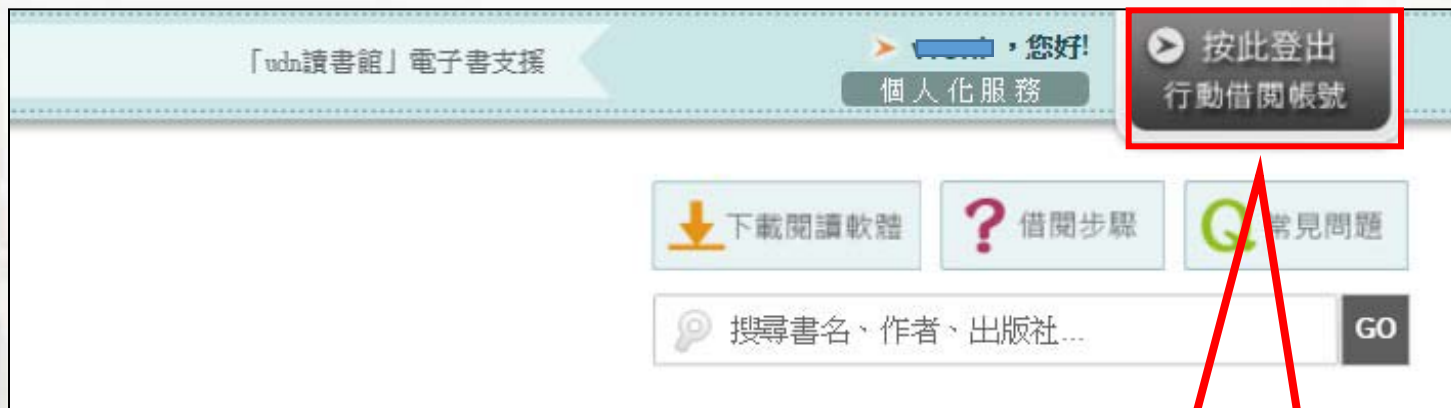 「udn讀書館」電子書支援
，您好!
個人化服務
按此登出
行動借閱帳號
下載閱讀軟體
借閱步驟
常見問題
搜尋書名、作者、出版社...
GO